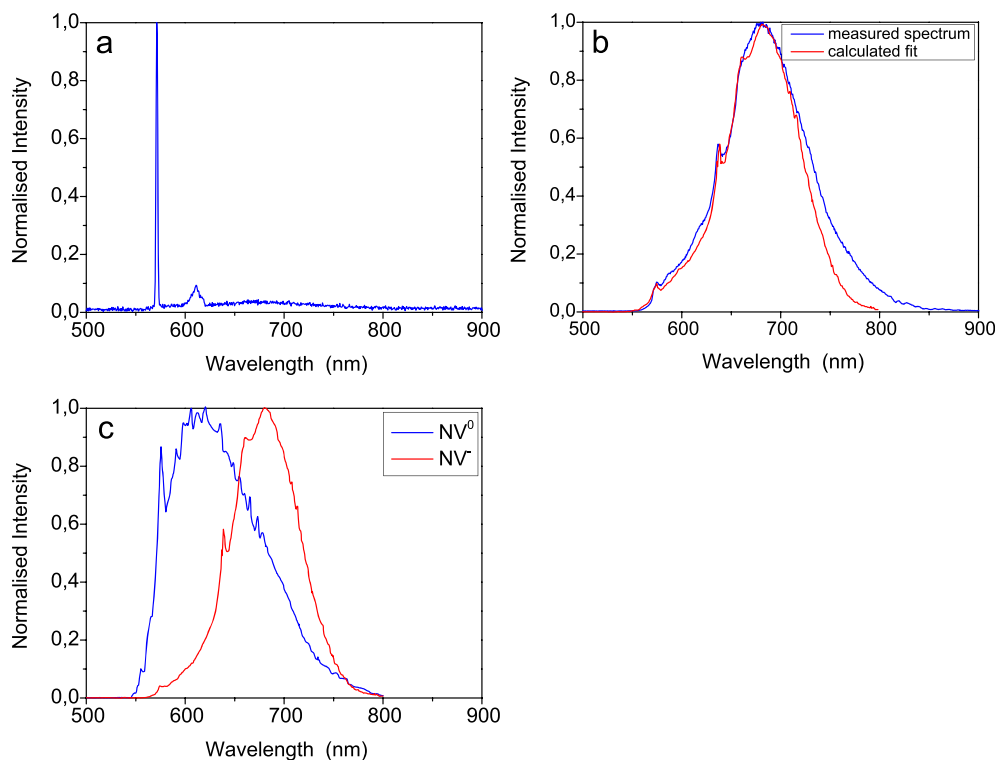 a
1,0
0,8
0,6
0,4
0,2
0,0
Normalised Intensity
500 600 700 800 900
Wavelength (nm)
b
measured spectrum
calculated fit
1,0
0,8
0,6
0,4
0,2
0,0
Normalised Intensity
500 600 700 800 900
Wavelength (nm)
c
NV⁰
NV⁻
1,0
0,8
0,6
0,4
0,2
0,0
Normalised Intensity
500 600 700 800 900
Wavelength (nm)